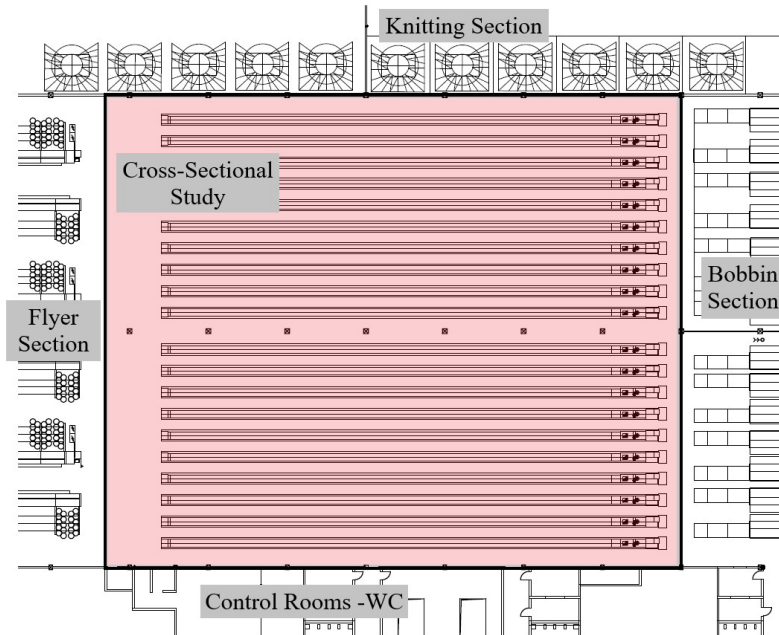 Knitting Section
Cross-Sectional
Study
Flyer
Section
Bobbin
Section
Control Rooms -WC